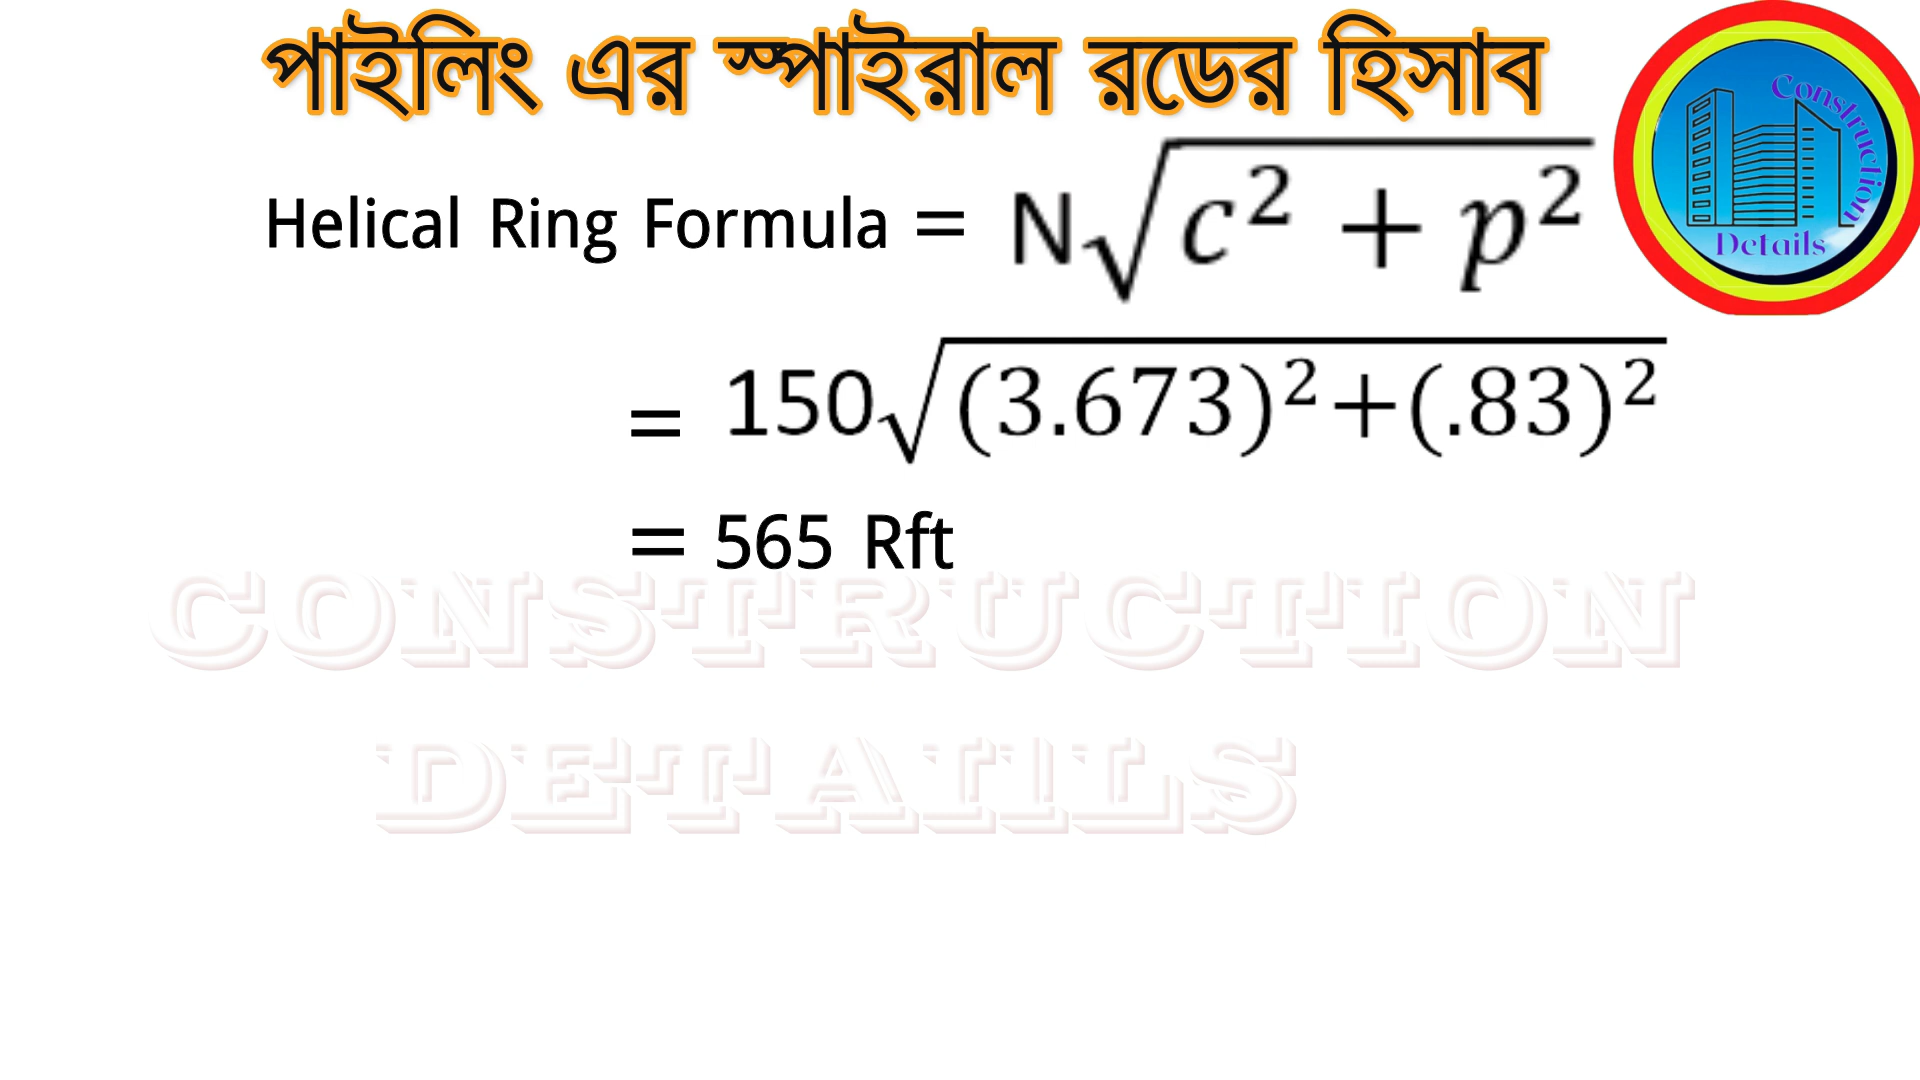 পাইলিং এর স্পাইরাল রডের হিসাব
Helical Ring Formula = N√c² + p²
= 150√(3.673)²+(.83)²
= 565 Rft
Construction
Details
CONSTRUCTION
DETAILS